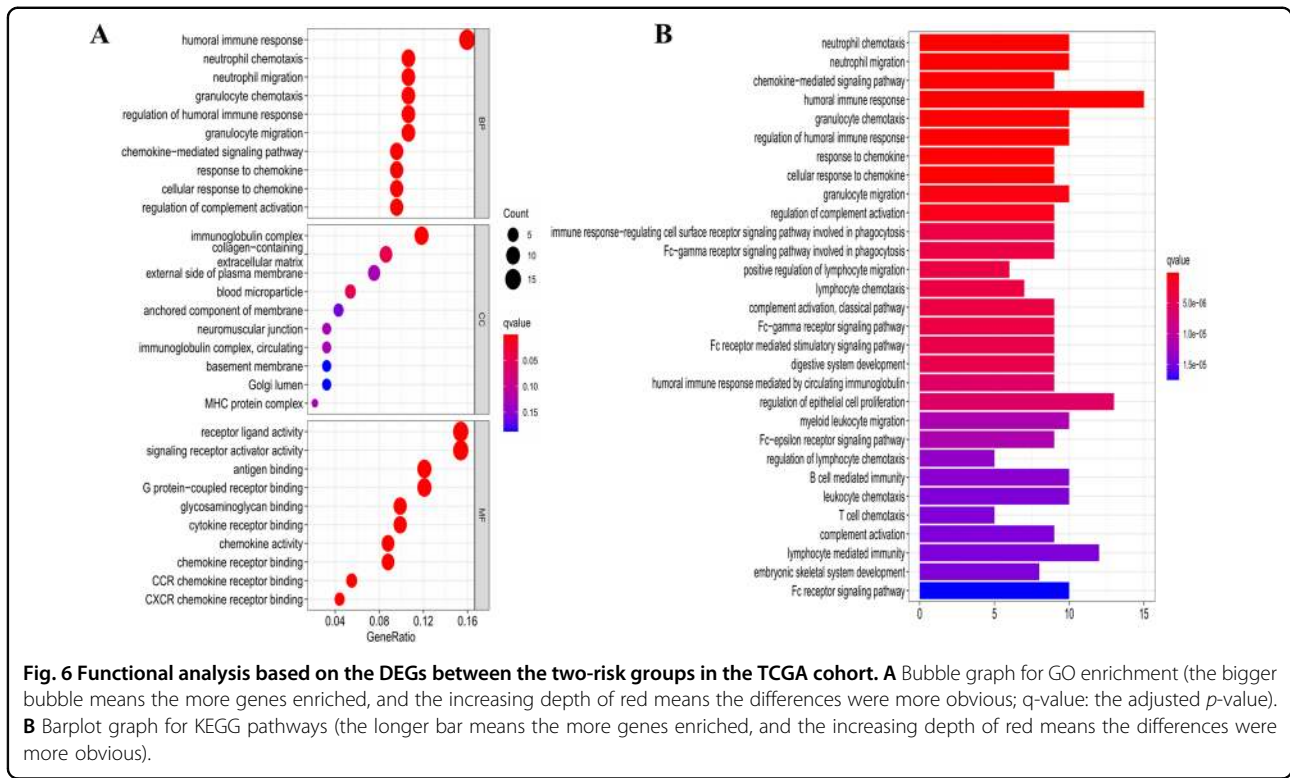 A
humoral immune response
neutrophil chemotaxis
neutrophil migration
granulocyte chemotaxis
regulation of humoral immune response
granulocyte migration
chemokine-mediated signaling pathway
response to chemokine
cellular response to chemokine
regulation of complement activation
BP
immunoglobulin complex
collagen-containing
extracellular matrix
external side of plasma membrane
blood microparticle
anchored component of membrane
neuromuscular junction
immunoglobulin complex, circulating
basement membrane
Golgi lumen
MHC protein complex
CC
receptor ligand activity
signaling receptor activator activity
antigen binding
G protein-coupled receptor binding
glycosaminoglycan binding
cytokine receptor binding
chemokine activity
chemokine receptor binding
CCR chemokine receptor binding
CXCR chemokine receptor binding
MF
0.04 0.08 0.12 0.16
GeneRatio
Count
5
10
15
qvalue
0.05
0.10
0.15
B
neutrophil chemotaxis
neutrophil migration
chemokine-mediated signaling pathway
humoral immune response
granulocyte chemotaxis
regulation of humoral immune response
response to chemokine
cellular response to chemokine
granulocyte migration
regulation of complement activation
immune response-regulating cell surface receptor signaling pathway involved in phagocytosis
Fc-gamma receptor signaling pathway involved in phagocytosis
positive regulation of lymphocyte migration
lymphocyte chemotaxis
complement activation, classical pathway
Fc-gamma receptor signaling pathway
Fc receptor mediated stimulatory signaling pathway
digestive system development
humoral immune response mediated by circulating immunoglobulin
regulation of epithelial cell proliferation
myeloid leukocyte migration
Fc-epsilon receptor signaling pathway
regulation of lymphocyte chemotaxis
B cell mediated immunity
leukocyte chemotaxis
T cell chemotaxis
complement activation
lymphocyte mediated immunity
embryonic skeletal system development
Fc receptor signaling pathway
0 5 10 15
qvalue
5.0e-06
1.0e-05
1.5e-05
Fig. 6 Functional analysis based on the DEGs between the two-risk groups in the TCGA cohort. A Bubble graph for GO enrichment (the bigger
bubble means the more genes enriched, and the increasing depth of red means the differences were more obvious; q-value: the adjusted p-value).
B Barplot graph for KEGG pathways (the longer bar means the more genes enriched, and the increasing depth of red means the differences were
more obvious).